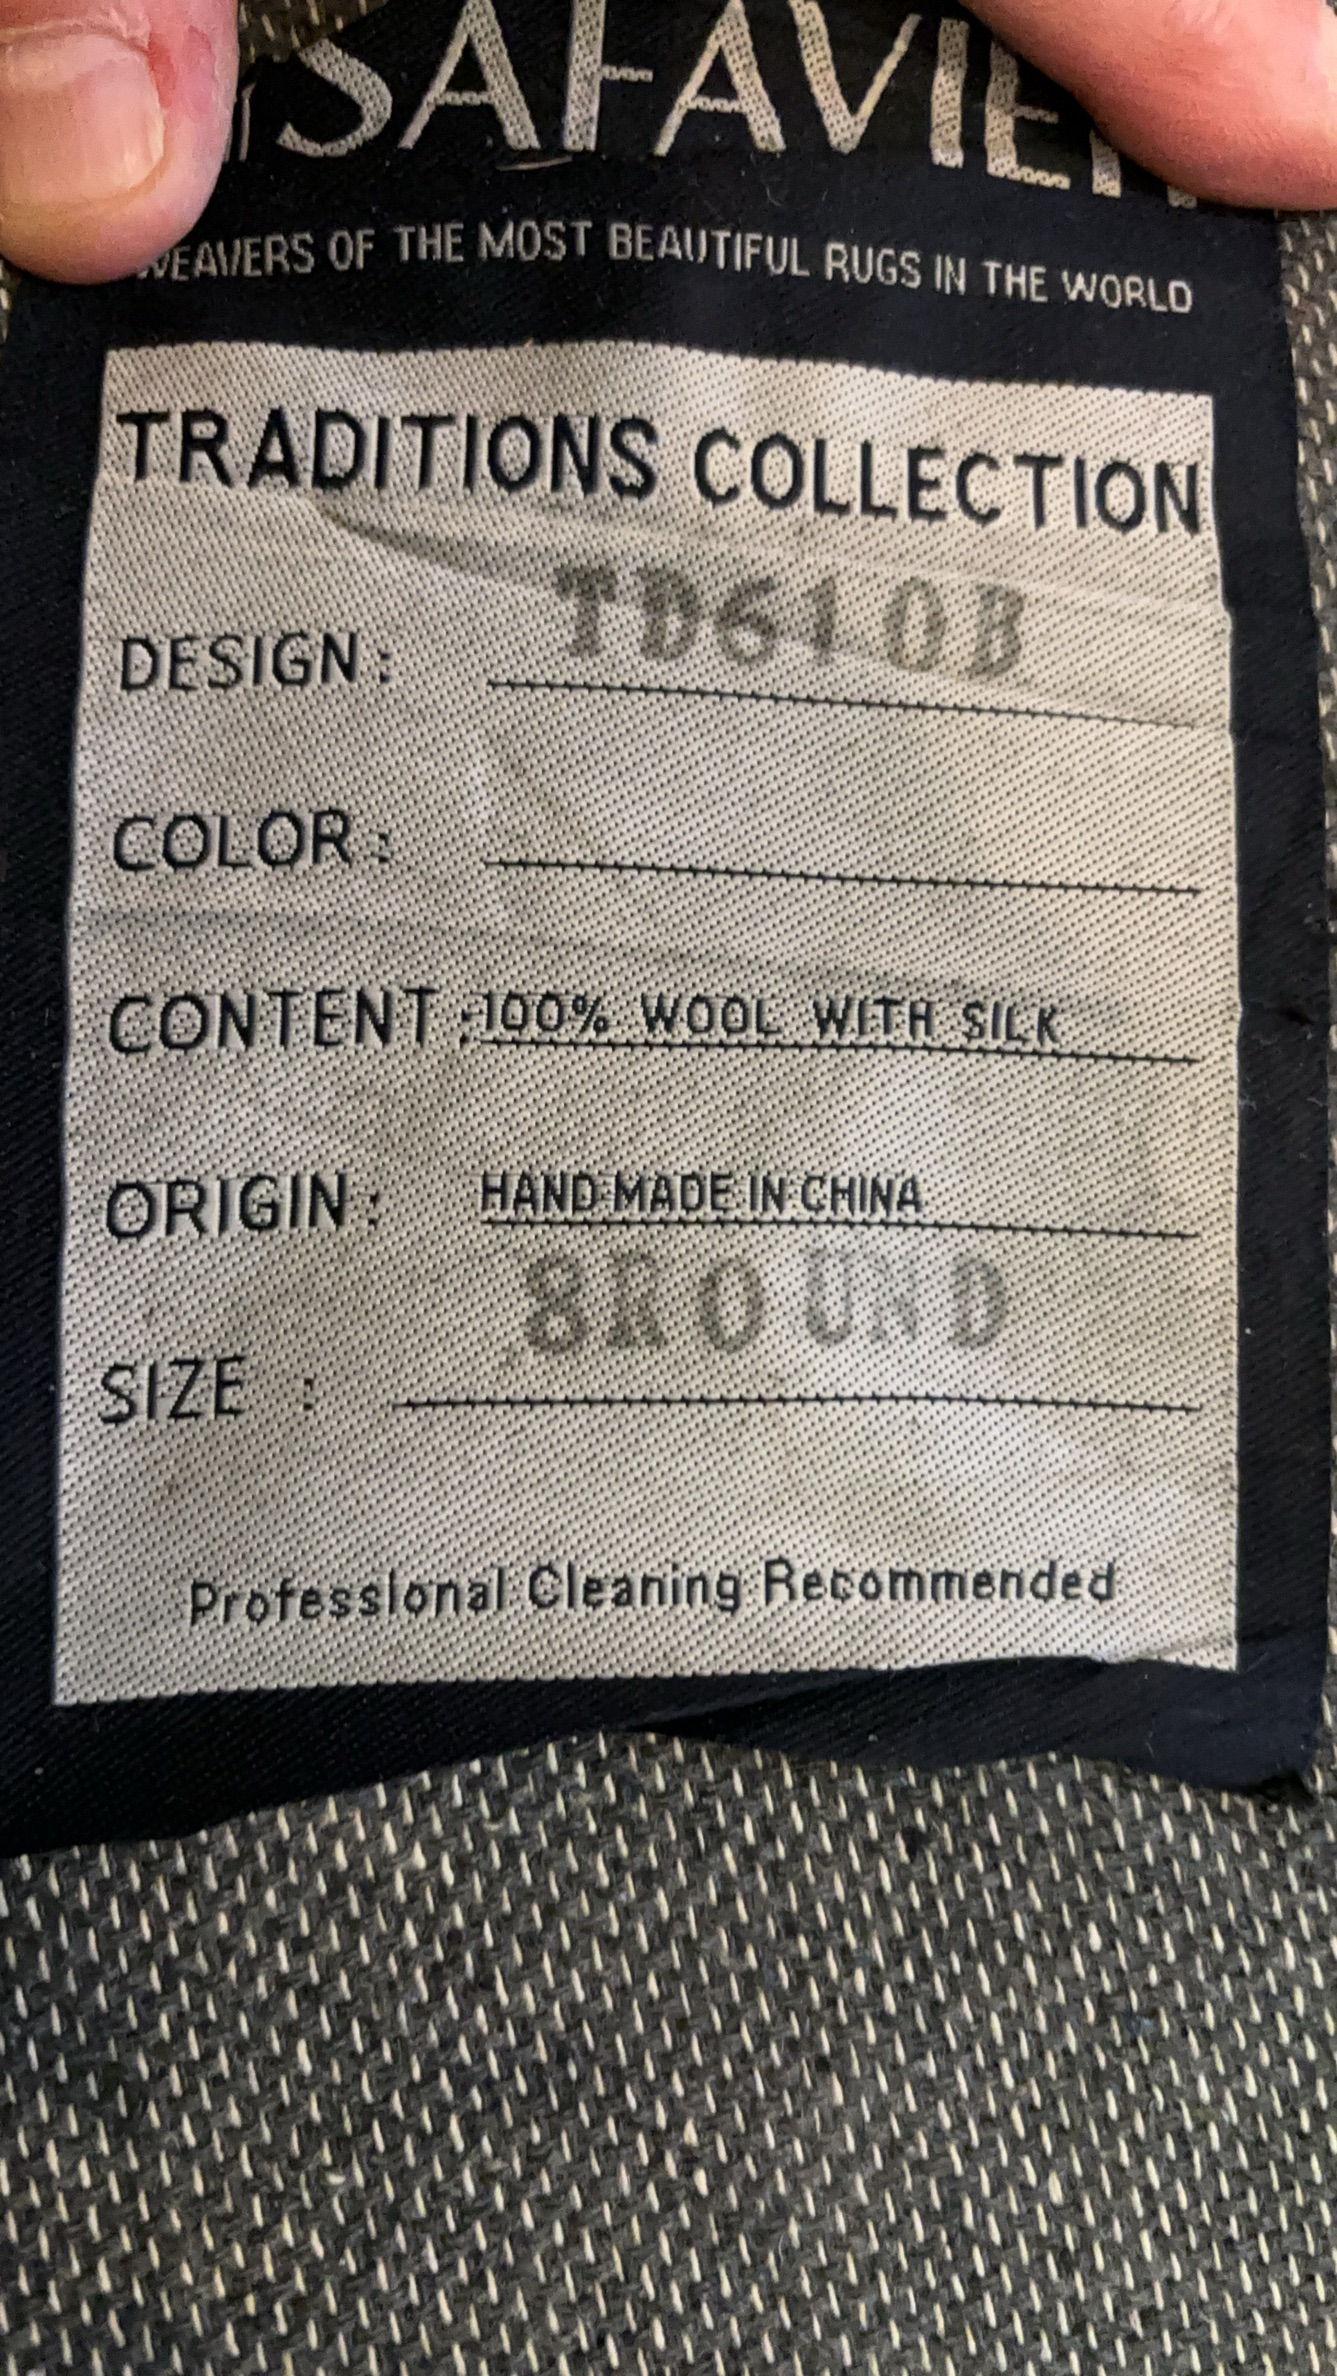 SAFAVIEH
WEAVERS OF THE MOST BEAUTIFUL RUGS IN THE WORLD
TRADITIONS COLLECTION
DESIGN: TD610B
COLOR:
CONTENT: 100% WOOL WITH SILK
ORIGIN: HAND MADE IN CHINA
SIZE : 8ROUND
Professional Cleaning Recommended